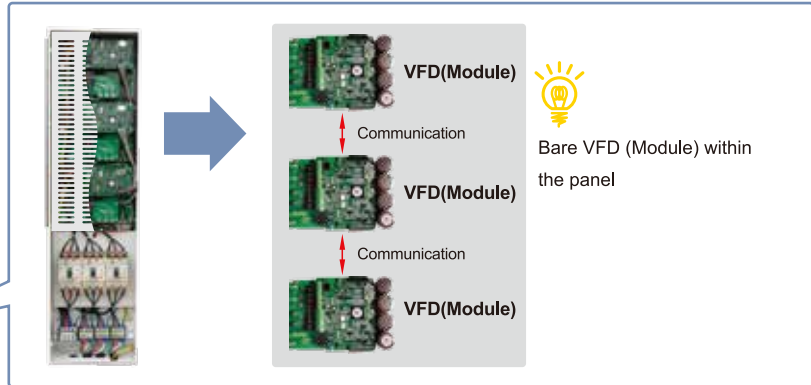 VFD(Module)
Communication
VFD(Module)
Communication
VFD(Module)
Bare VFD (Module) within
the panel